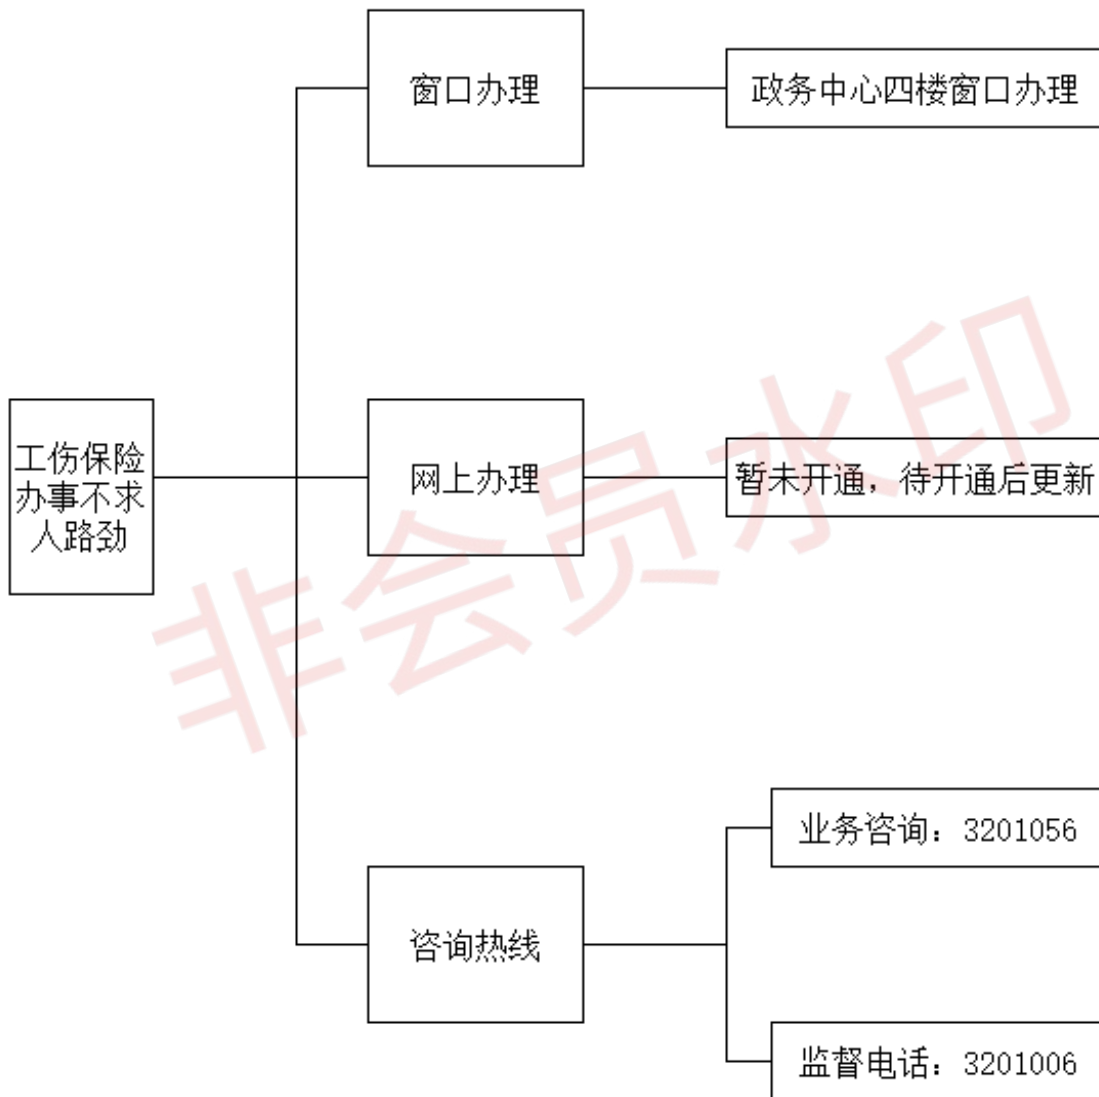 窗口办理
政务中心四楼窗口办理
工伤保险
办事不求
人路劲
网上办理
暂未开通，待开通后更新
业务咨询：3201056
咨询热线
监督电话：3201006
非会员水印